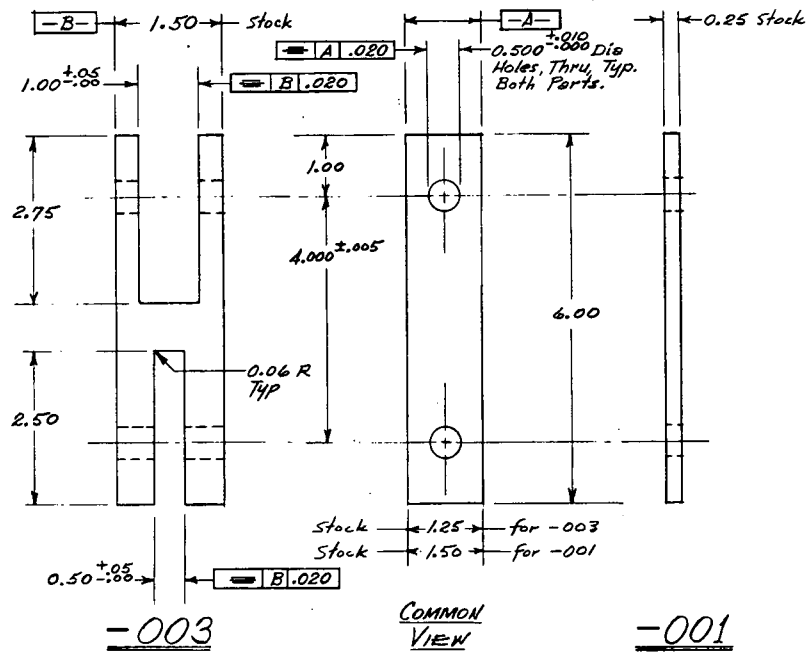 -B-
1.50
Stock
-A-
0.25 Stock
A .020
0.500 +.010 -.000 Dia
Holes, Thru, Typ.
Both Parts.
1.00 +.05 -.00
B .020
1.00
2.75
4.000 ±.005
6.00
0.06 R
Typ
2.50
Stock 1.25 for -003
Stock 1.50 for -001
0.50 +.05 -.00
B .020
-003
COMMON
VIEW
-001